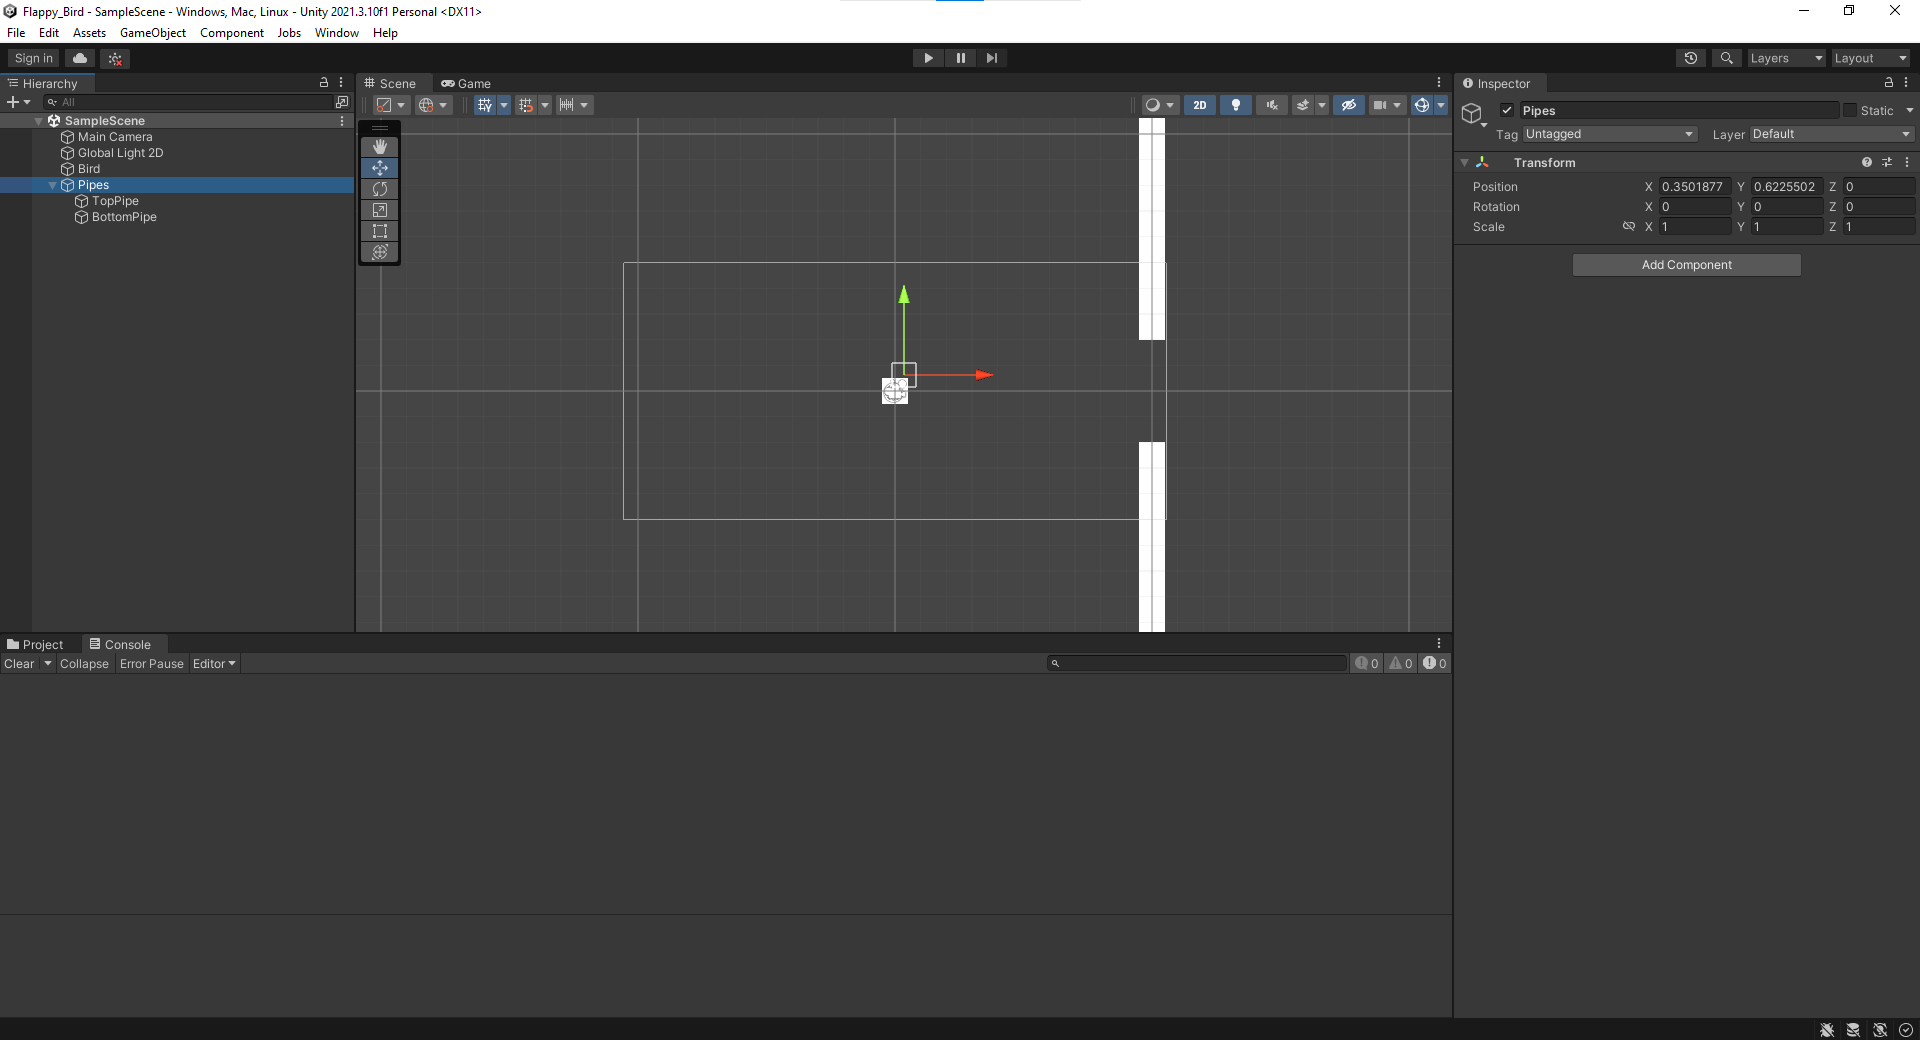 Flappy_Bird - SampleScene - Windows, Mac, Linux - Unity 2021.3.10f1 Personal <DX11>
File Edit Assets GameObject Component Jobs Window Help
Sign in
Layers
Layout
Hierarchy
All
SampleScene
Main Camera
Global Light 2D
Bird
Pipes
TopPipe
BottomPipe
Scene
Game
2D
Inspector
Pipes
Static
Tag Untagged
Layer Default
Transform
Position X 0.3501877 Y 0.6225502 Z 0
Rotation X 0 Y 0 Z 0
Scale X 1 Y 1 Z 1
Add Component
Project
Console
Clear Collapse Error Pause Editor
0 0 0